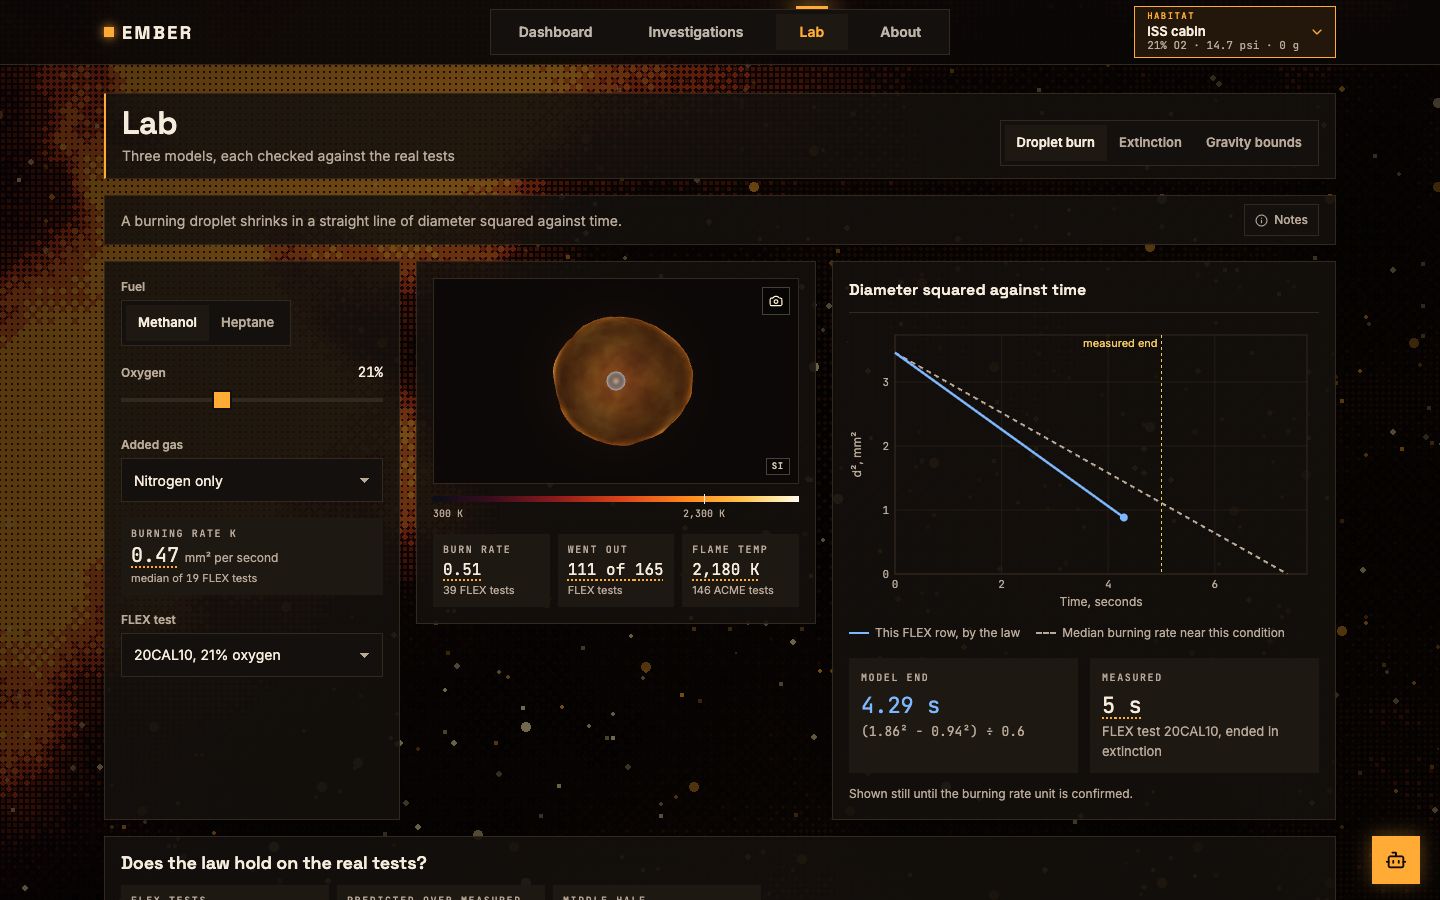 EMBER
Dashboard
Investigations
Lab
About
HABITAT
ISS cabin
21% O2 · 14.7 psi · 0 g
Lab
Three models, each checked against the real tests
Droplet burn
Extinction
Gravity bounds
A burning droplet shrinks in a straight line of diameter squared against time.
Notes
Fuel
Methanol
Heptane
Oxygen
21%
Added gas
Nitrogen only
BURNING RATE K
0.47 mm² per second
median of 19 FLEX tests
FLEX test
20CAL10, 21% oxygen
SI
300 K
2,300 K
BURN RATE
0.51
39 FLEX tests
WENT OUT
111 of 165
FLEX tests
FLAME TEMP
2,180 K
146 ACME tests
Diameter squared against time
measured end
3
2
1
0
d², mm²
0
2
4
6
Time, seconds
This FLEX row, by the law
Median burning rate near this condition
MODEL END
4.29 s
(1.86² - 0.94²) ÷ 0.6
MEASURED
5 s
FLEX test 20CAL10, ended in
extinction
Shown still until the burning rate unit is confirmed.
Does the law hold on the real tests?
FLEX TESTS
PREDICTED OVER MEASURED
MIDDLE HALF